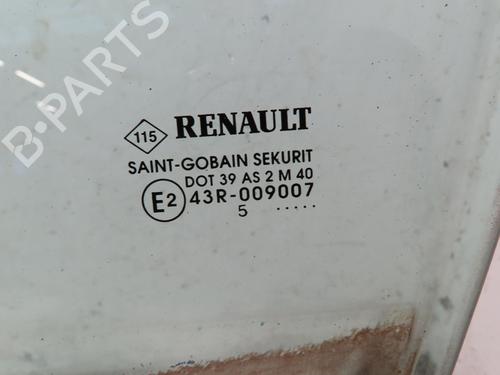 B-PARTS
115 RENAULT
SAINT-GOBAIN SEKURIT
DOT 39 AS 2 M 40
E2 43R-009007
5 .....